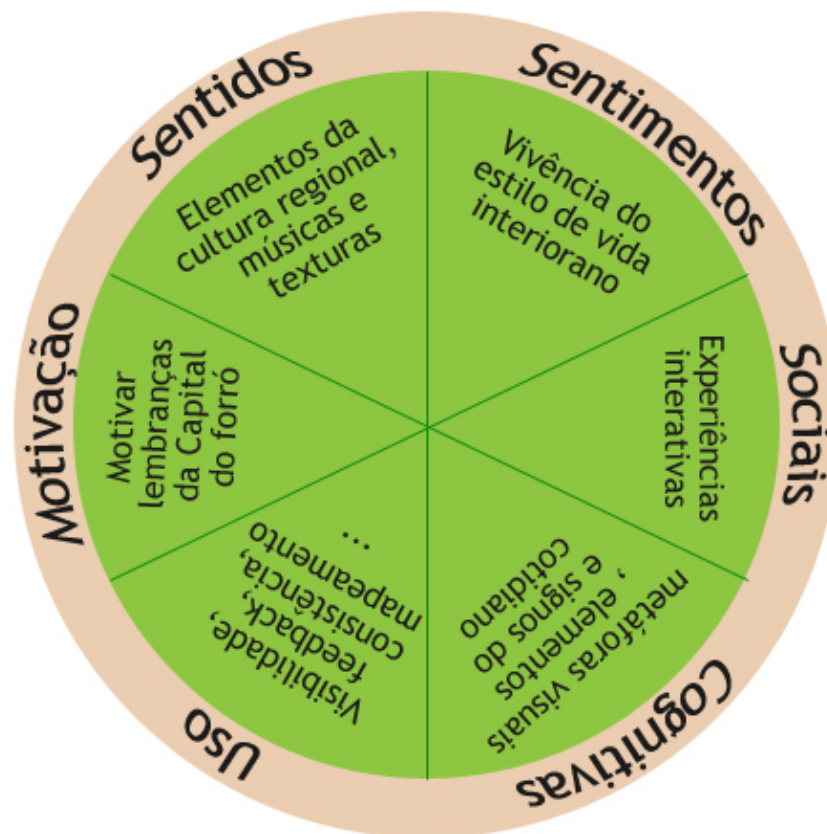 Sentidos
Elementos da
cultura regional,
músicas e
texturas
Sentimentos
Vivência do
estilo de vida
interiorano
Sociais
Experiências
interativas
Cognitivas
metáforas visuais
, elementos
e signos do
cotidiano
Uso
Visibilidade,
feedback,
consistência,
mapeamento
...
Motivação
Motivar
lembranças
da Capital
do forró